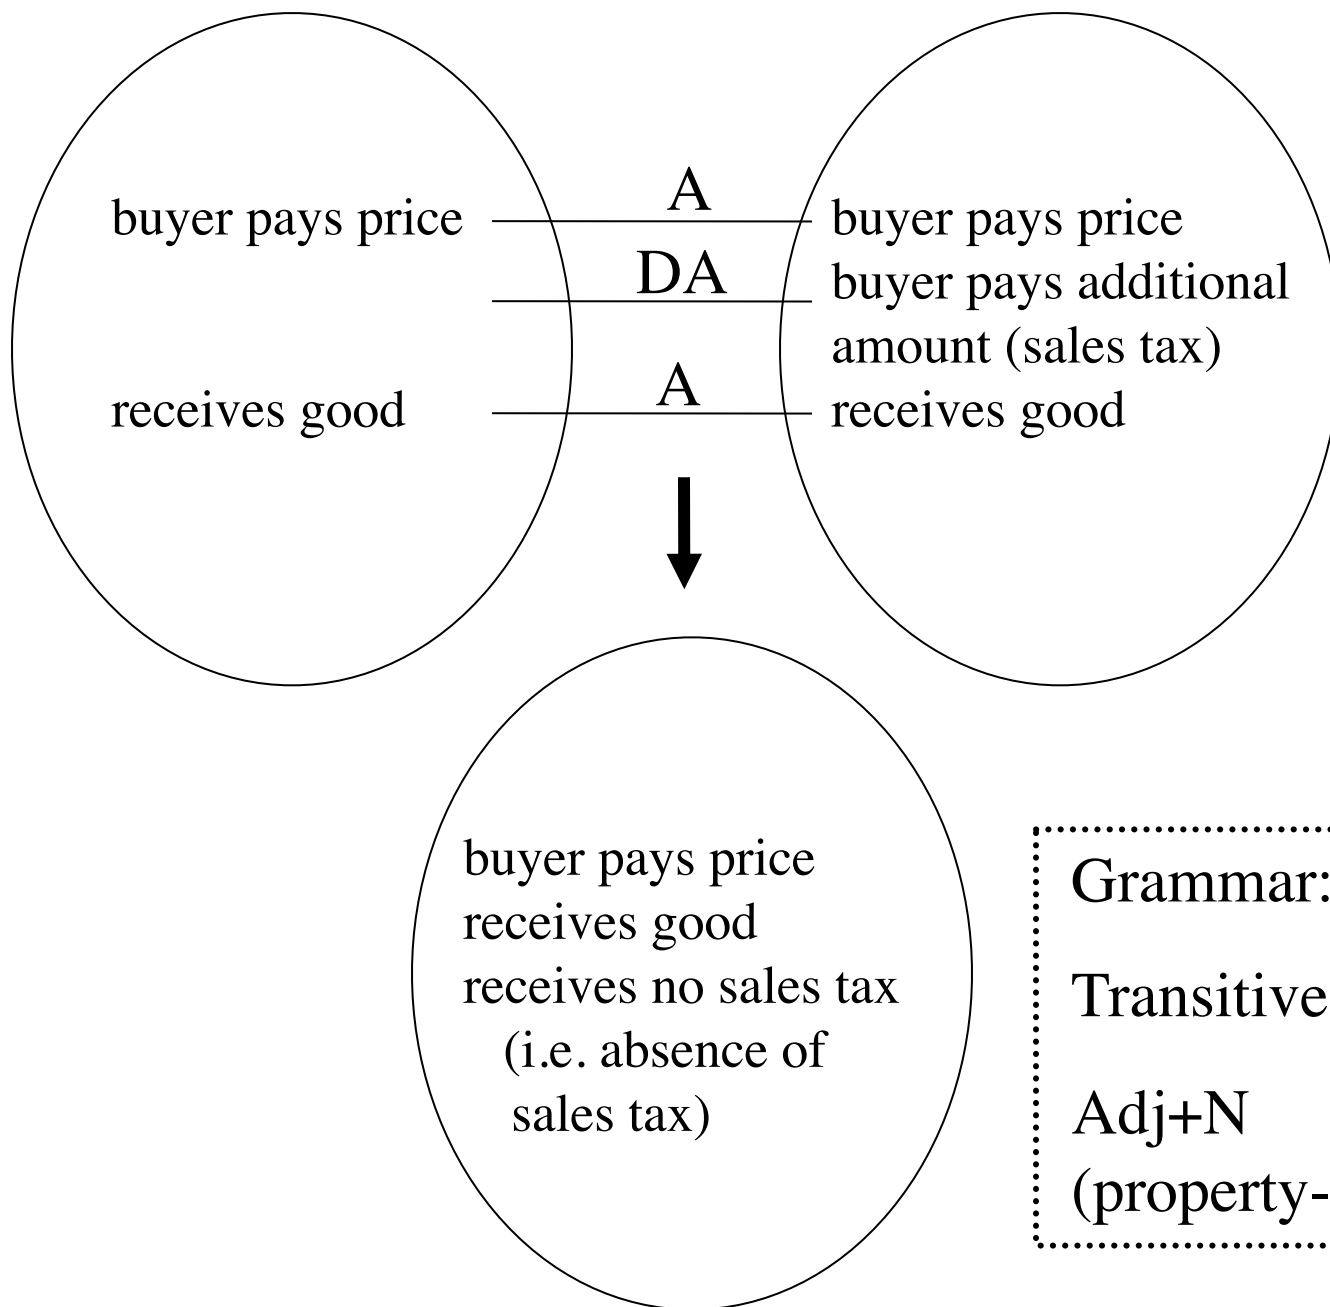 buyer pays price
receives good
A
DA
A
buyer pays price
buyer pays additional
amount (sales tax)
receives good
buyer pays price
receives good
receives no sales tax
(i.e. absence of
sales tax)
Grammar:
Transitive
Adj+N
(property-